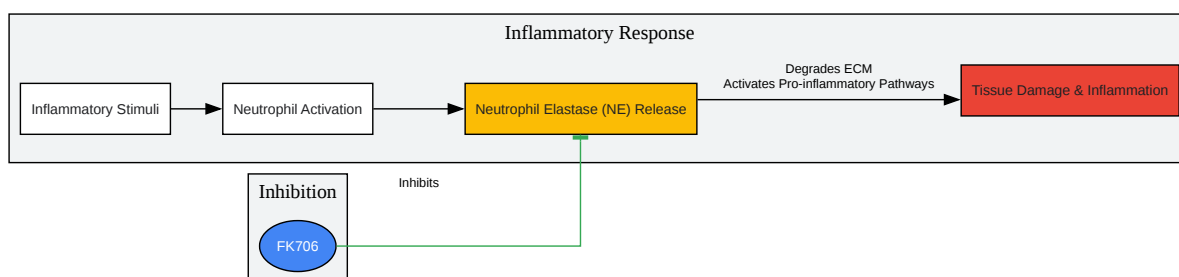 Inflammatory Response
Inflammatory Stimuli
Neutrophil Activation
Neutrophil Elastase (NE) Release
Degrades ECM
Activates Pro-inflammatory Pathways
Tissue Damage & Inflammation
Inhibition
Inhibits
FK706